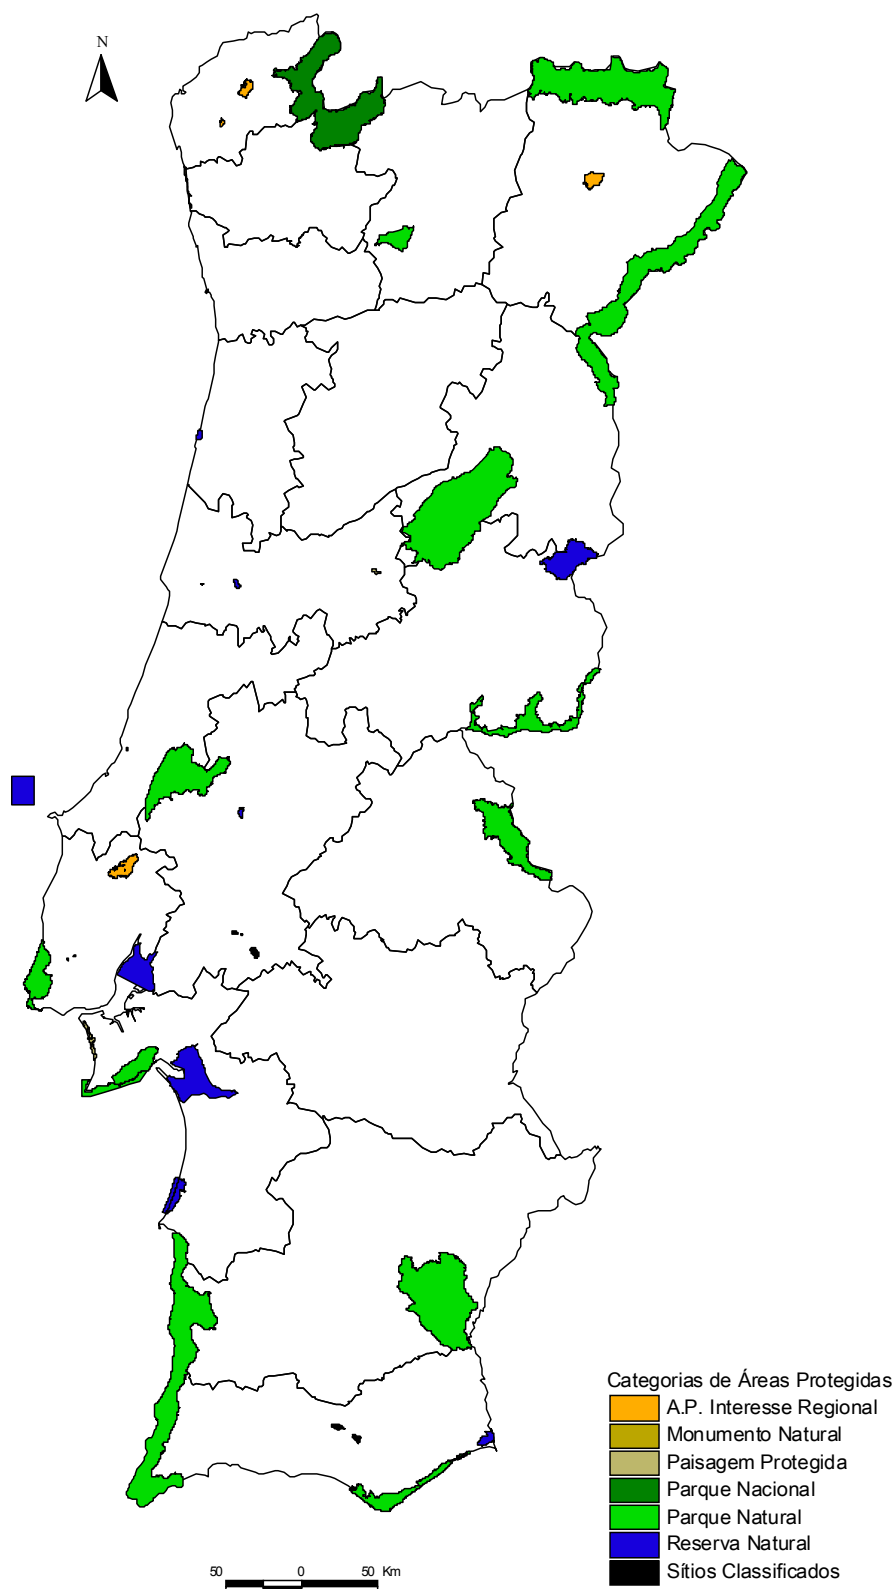 N
Categorias de Áreas Protegidas
A.P. Interesse Regional
Monumento Natural
Paisagem Protegida
Parque Nacional
Parque Natural
Reserva Natural
Sítios Classificados
50 0 50 Km